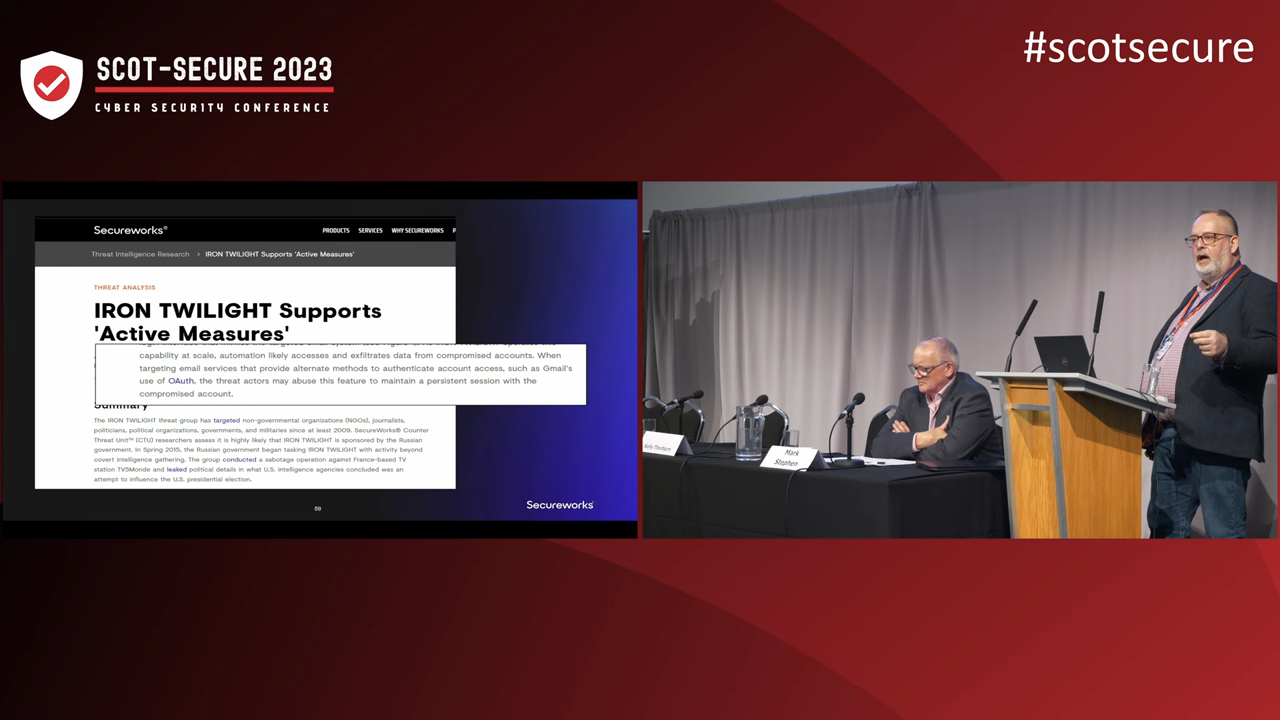 SCOT-SECURE 2023
CYBER SECURITY CONFERENCE
#scotsecure
Secureworks®
PRODUCTS SERVICES WHY SECUREWORKS P
Threat Intelligence Research > IRON TWILIGHT Supports 'Active Measures'
THREAT ANALYSIS
IRON TWILIGHT Supports
'Active Measures'
capability at scale, automation likely accesses and exfiltrates data from compromised accounts. When
targeting email services that provide alternate methods to authenticate account access, such as Gmail's
use of OAuth, the threat actors may abuse this feature to maintain a persistent session with the
compromised account.
Summary
The IRON TWILIGHT threat group has targeted non-governmental organizations (NGOs), journalists,
politicians, political organizations, governments, and militaries since at least 2009. SecureWorks® Counter
Threat Unit™ (CTU) researchers assess it is highly likely that IRON TWILIGHT is sponsored by the Russian
government. In Spring 2015, the Russian government began tasking IRON TWILIGHT with activity beyond
covert intelligence gathering. The group conducted a sabotage operation against France-based TV
station TV5Monde and leaked political details in what U.S. intelligence agencies concluded was an
attempt to influence the U.S. presidential election.
59
Secureworks
Kelly
Mark
Stephen